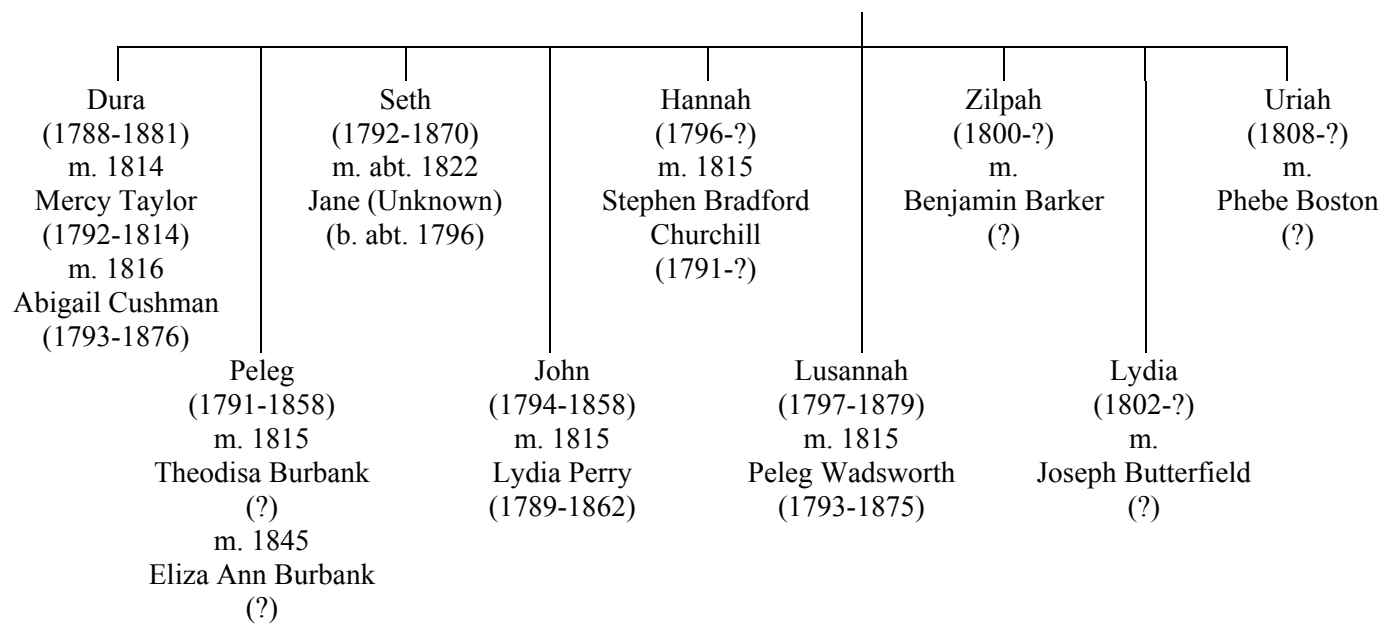 Dura
(1788-1881)
m. 1814
Mercy Taylor
(1792-1814)
m. 1816
Abigail Cushman
(1793-1876)
Peleg
(1791-1858)
m. 1815
Theodisa Burbank
(?)
m. 1845
Eliza Ann Burbank
(?)
Seth
(1792-1870)
m. abt. 1822
Jane (Unknown)
(b. abt. 1796)
John
(1794-1858)
m. 1815
Lydia Perry
(1789-1862)
Hannah
(1796-?)
m. 1815
Stephen Bradford
Churchill
(1791-?)
Lusannah
(1797-1879)
m. 1815
Peleg Wadsworth
(1793-1875)
Zilpah
(1800-?)
m.
Benjamin Barker
(?)
Lydia
(1802-?)
m.
Joseph Butterfield
(?)
Uriah
(1808-?)
m.
Phebe Boston
(?)